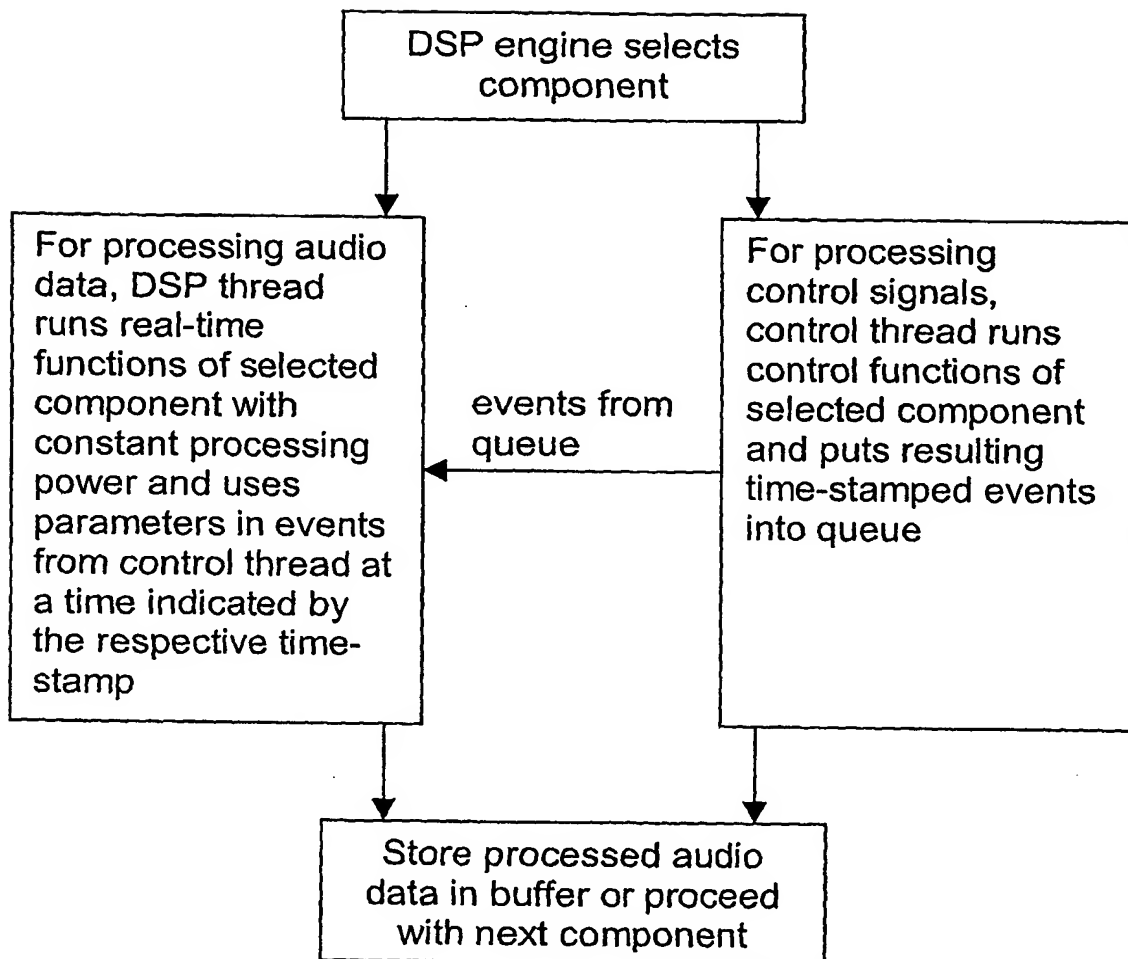 DSP engine selects
component
For processing audio
data, DSP thread
runs real-time
functions of selected
component with
constant processing
power and uses
parameters in events
from control thread at
a time indicated by
the respective time-
stamp
events from
queue
For processing
control signals,
control thread runs
control functions of
selected component
and puts resulting
time-stamped events
into queue
Store processed audio
data in buffer or proceed
with next component